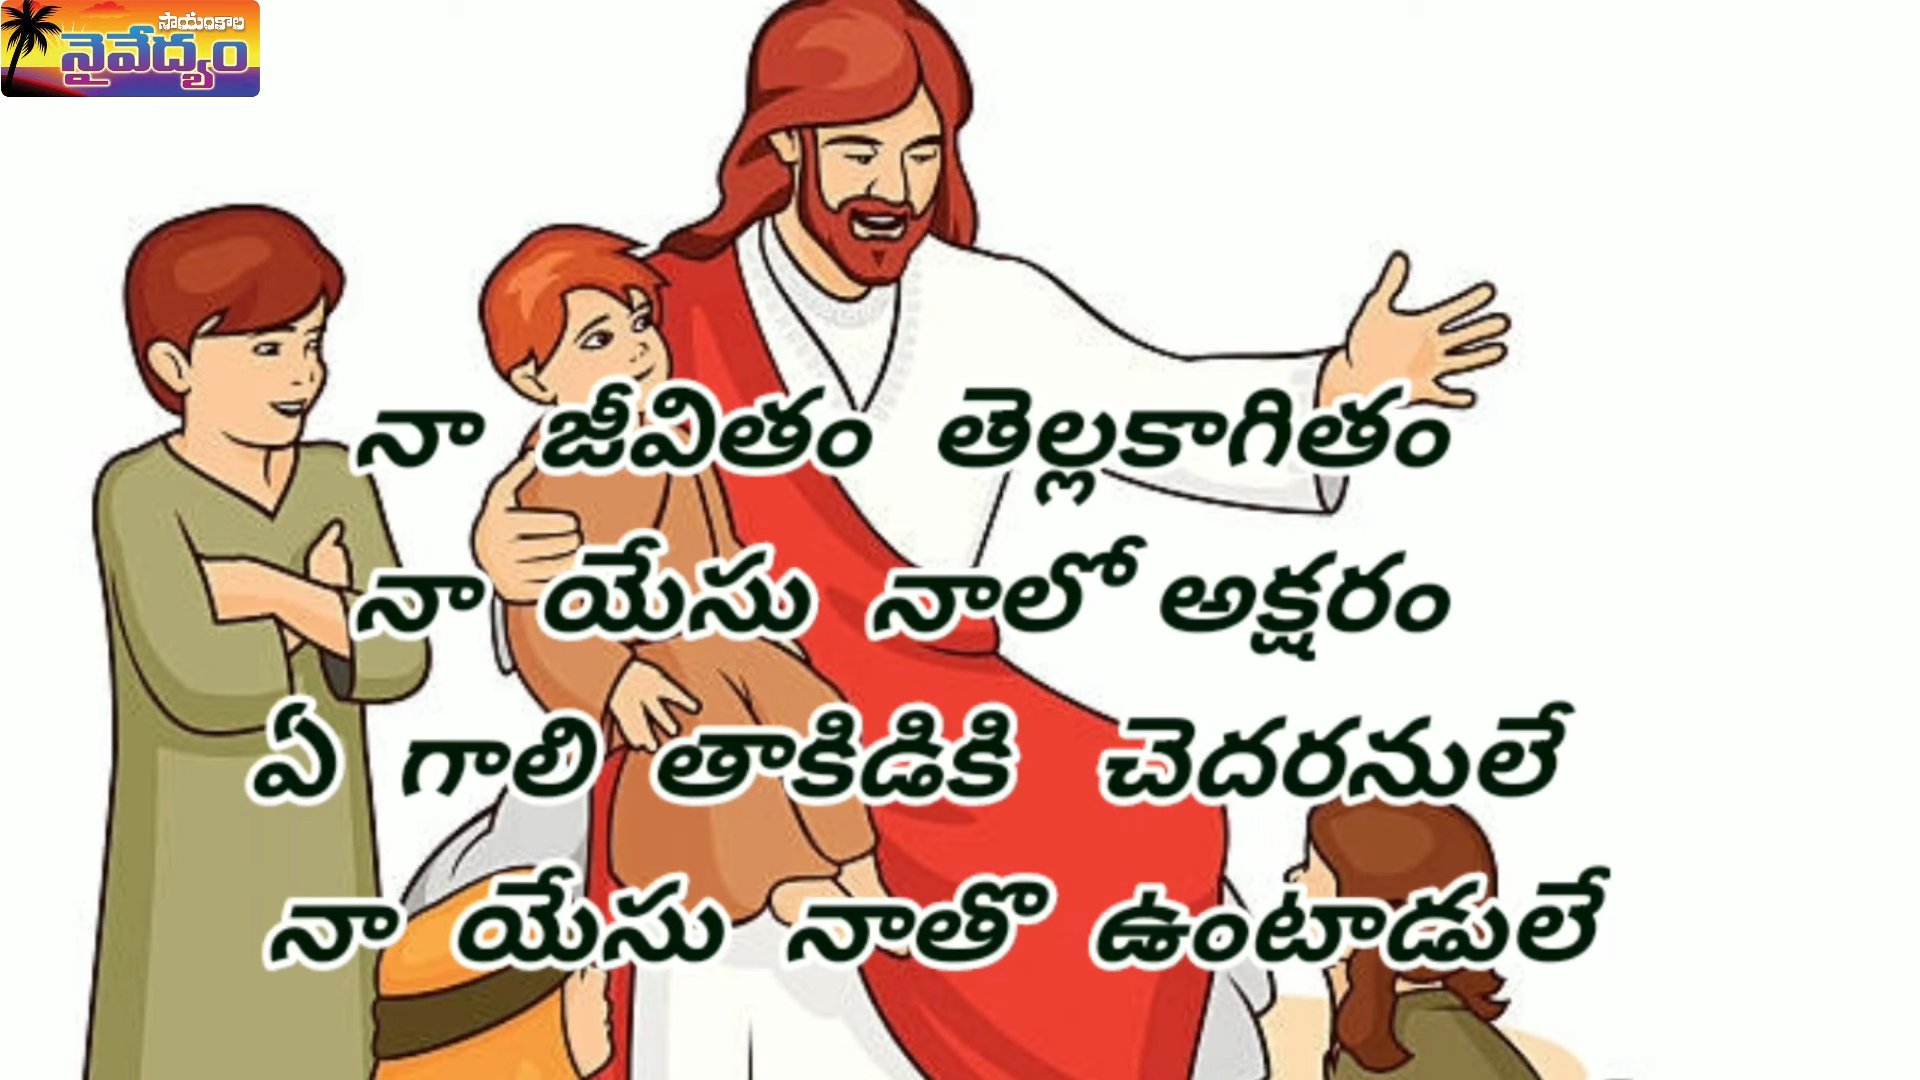 సాయంకాల
నైవేద్యం
నా జీవితం తెల్లకాగితం
నా యేసు నాలో అక్షరం
ఏ గాలి తాకిడికి చెదరనులే
నా యేసు నాతొ ఉంటాడులే